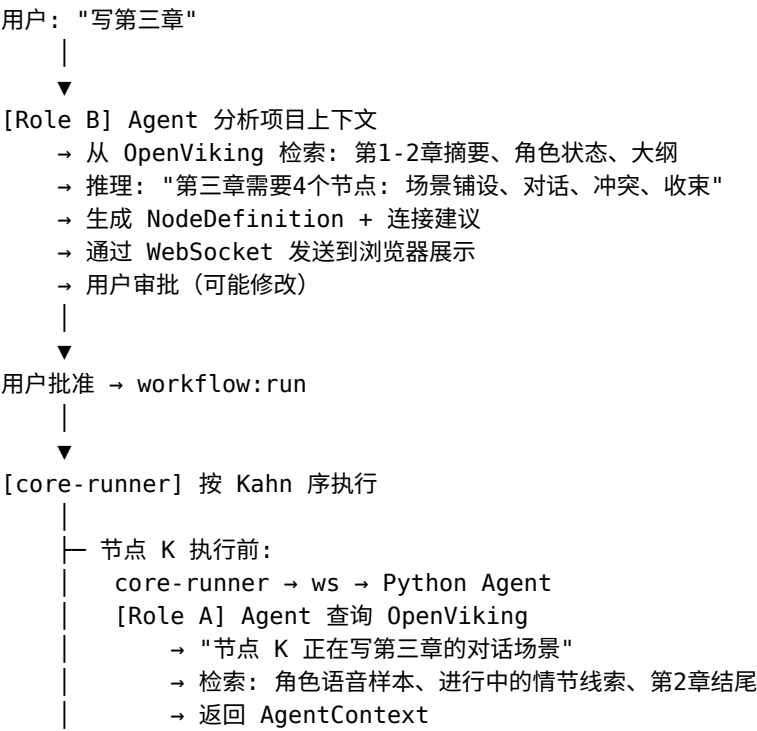 用户: "写第三章"
│
▼
[Role B] Agent 分析项目上下文
→ 从 OpenViking 检索: 第1-2章摘要、角色状态、大纲
→ 推理: "第三章需要4个节点: 场景铺设、对话、冲突、收束"
→ 生成 NodeDefinition + 连接建议
→ 通过 WebSocket 发送到浏览器展示
→ 用户审批（可能修改）
│
▼
用户批准 → workflow:run
│
▼
[core-runner] 按 Kahn 序执行
│
├─ 节点 K 执行前:
│   core-runner → ws → Python Agent
│   [Role A] Agent 查询 OpenViking
│       → "节点 K 正在写第三章的对话场景"
│       → 检索: 角色语音样本、进行中的情节线索、第2章结尾
│       → 返回 AgentContext